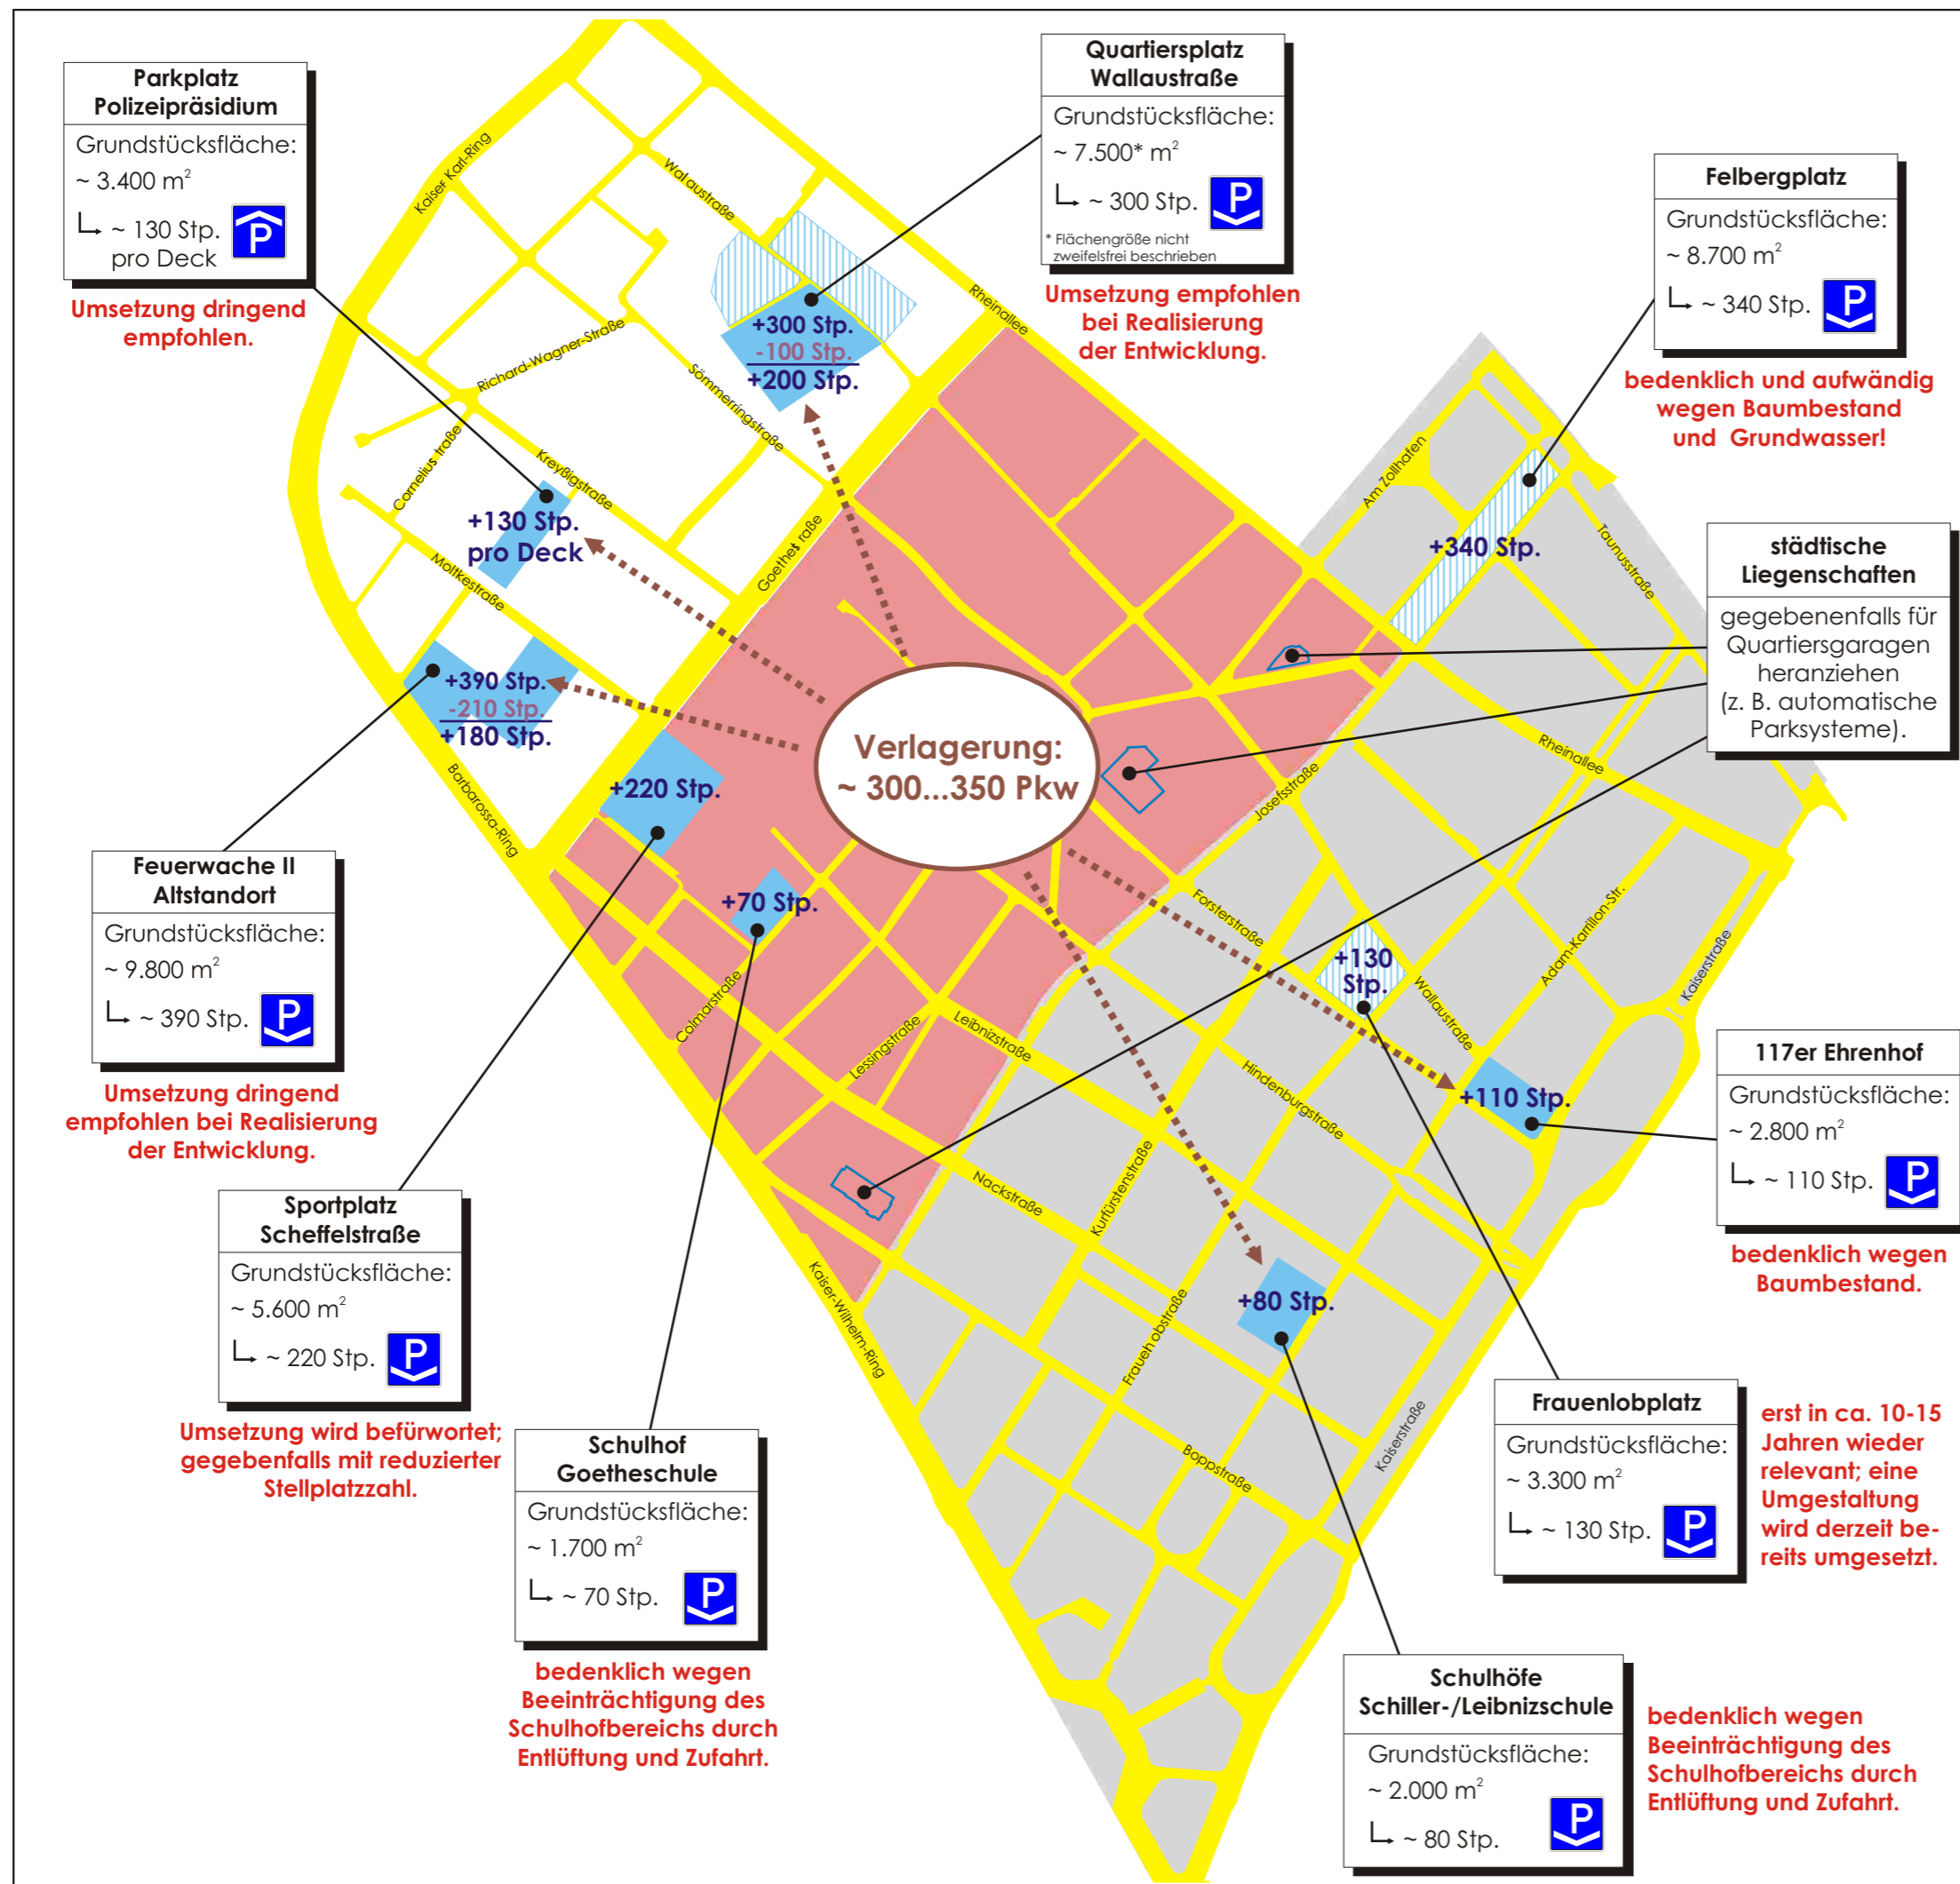 Parkplatz
Polizeipräsidium
Grundstücksfläche:
~ 3.400 m²
~ 130 Stp.
pro Deck
P
Umsetzung dringend
empfohlen.
Quartiersplatz
Wallaustraße
Grundstücksfläche:
~ 7.500* m²
~ 300 Stp.
P
* Flächengröße nicht
zweifelsfrei beschrieben
Umsetzung empfohlen
bei Realisierung
der Entwicklung.
Felbergplatz
Grundstücksfläche:
~ 8.700 m²
~ 340 Stp.
P
bedenklich und aufwändig
wegen Baumbestand
und Grundwasser!
städtische
Liegenschaften
gegebenenfalls für
Quartiersgaragen
heranziehen
(z. B. automatische
Parksysteme).
Kaiser Karl-Ring
Wal austraße
Rheinallee
Richard-Wagner-Straße
Sömmerringstraße
Cornelius traße
Kreyßigstraße
Moltkestraße
Goethest raße
Barbarossa-Ring
Am Zollhafen
Taunusstraße
Rheinallee
Josefsstraße
Forsterstraße
Wallaustraße
Adam-Karrillon-Str.
Kaiserstraße
Colmarstraße
Lessingstraße
Leibnizstraße
Hindenburgstraße
Nackstraße
Kurfürstenstraße
Kaiser-Wilhelm-Ring
Frauenl obstraße
Boppstraße
Kaiserstraße
+300 Stp.
-100 Stp.
+200 Stp.
+130 Stp.
pro Deck
+390 Stp.
-210 Stp.
+180 Stp.
+220 Stp.
+70 Stp.
+340 Stp.
+130
Stp.
+110 Stp.
+80 Stp.
Verlagerung:
~ 300...350 Pkw
Feuerwache II
Altstandort
Grundstücksfläche:
~ 9.800 m²
~ 390 Stp.
P
Umsetzung dringend
empfohlen bei Realisierung
der Entwicklung.
Sportplatz
Scheffelstraße
Grundstücksfläche:
~ 5.600 m²
~ 220 Stp.
P
Umsetzung wird befürwortet;
gegebenfalls mit reduzierter
Stellplatzzahl.
Schulhof
Goetheschule
Grundstücksfläche:
~ 1.700 m²
~ 70 Stp.
P
bedenklich wegen
Beeinträchtigung des
Schulhofbereichs durch
Entlüftung und Zufahrt.
117er Ehrenhof
Grundstücksfläche:
~ 2.800 m²
~ 110 Stp.
P
bedenklich wegen
Baumbestand.
Frauenlobplatz
Grundstücksfläche:
~ 3.300 m²
~ 130 Stp.
P
erst in ca. 10-15
Jahren wieder
relevant; eine
Umgestaltung
wird derzeit be-
reits umgesetzt.
Schulhöfe
Schiller-/Leibnizschule
Grundstücksfläche:
~ 2.000 m²
~ 80 Stp.
P
bedenklich wegen
Beeinträchtigung des
Schulhofbereichs durch
Entlüftung und Zufahrt.